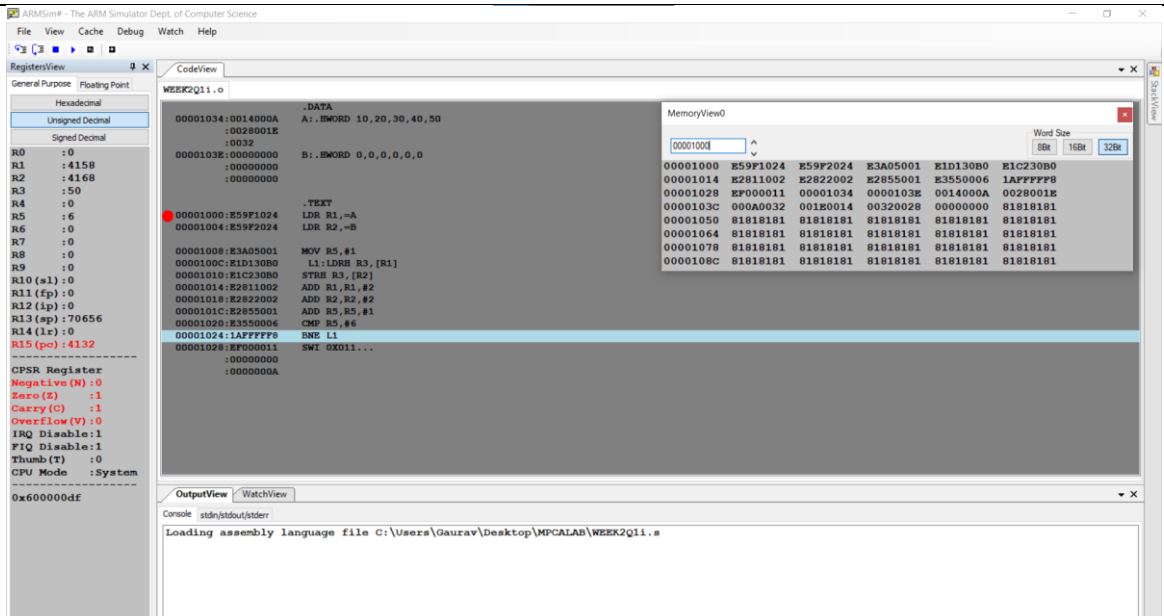 ARMSim# - The ARM Simulator Dept. of Computer Science
File View Cache Debug Watch Help
RegistersView
General Purpose Floating Point
Hexadecimal
Unsigned Decimal
Signed Decimal
R0 :0
R1 :4158
R2 :4168
R3 :50
R4 :0
R5 :6
R6 :0
R7 :0
R8 :0
R9 :0
R10(sl):0
R11(fp):0
R12(ip):0
R13(sp):70656
R14(lr):0
R15(pc):4132
CPSR Register
Negative(N):0
Zero(Z) :1
Carry(C) :1
Overflow(V):0
IRQ Disable:1
FIQ Disable:1
Thumb(T) :0
CPU Mode :System
0x600000df
CodeView
WEEK2Q1i.o
.DATA
00001034:0014000A A:.HWORD 10,20,30,40,50
:0028001E
:0032
0000103E:00000000 B:.HWORD 0,0,0,0,0,0
:00000000
:00000000
.TEXT
00001000:E59F1024 LDR R1,=A
00001004:E59F2024 LDR R2,=B
00001008:E3A05001 MOV R5,#1
0000100C:E1D130B0 L1:LDRH R3,[R1]
00001010:E1C230B0 STRH R3,[R2]
00001014:E2811002 ADD R1,R1,#2
00001018:E2822002 ADD R2,R2,#2
0000101C:E2855001 ADD R5,R5,#1
00001020:E3550006 CMP R5,#6
00001024:1AFFFFF8 BNE L1
00001028:EF000011 SWI 0X011...
:00000000
:0000000A
MemoryView0
00001000
Word Size
8Bit 16Bit 32Bit
00001000 E59F1024 E59F2024 E3A05001 E1D130B0 E1C230B0
00001014 E2811002 E2822002 E2855001 E3550006 1AFFFFF8
00001028 EF000011 00001034 0000103E 0014000A 0028001E
0000103C 000A0032 001E0014 00320028 00000000 81818181
00001050 81818181 81818181 81818181 81818181 81818181
00001064 81818181 81818181 81818181 81818181 81818181
00001078 81818181 81818181 81818181 81818181 81818181
0000108C 81818181 81818181 81818181 81818181 81818181
StackView
OutputView WatchView
Console stdin/stdout/stderr
Loading assembly language file C:\Users\Gaurav\Desktop\MPCALAB\WEEK2Q1i.s